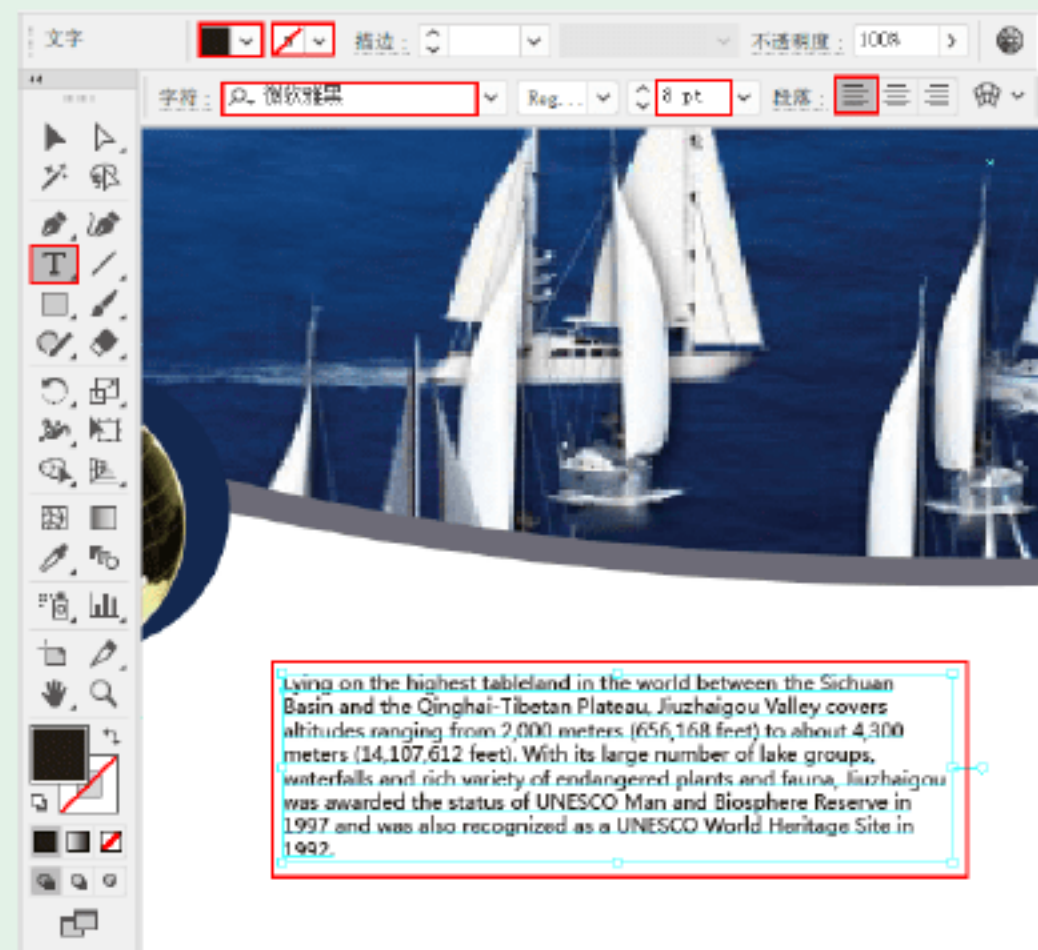 文字
描边：
不透明度： 100%
字符： 微软雅黑 Reg... 8 pt 段落：
T
Lying on the highest tableland in the world between the Sichuan
Basin and the Qinghai-Tibetan Plateau, Jiuzhaigou Valley covers
altitudes ranging from 2,000 meters (656,168 feet) to about 4,300
meters (14,107,612 feet). With its large number of lake groups,
waterfalls and rich variety of endangered plants and fauna, Jiuzhaigou
was awarded the status of UNESCO Man and Biosphere Reserve in
1997 and was also recognized as a UNESCO World Heritage Site in
1992.